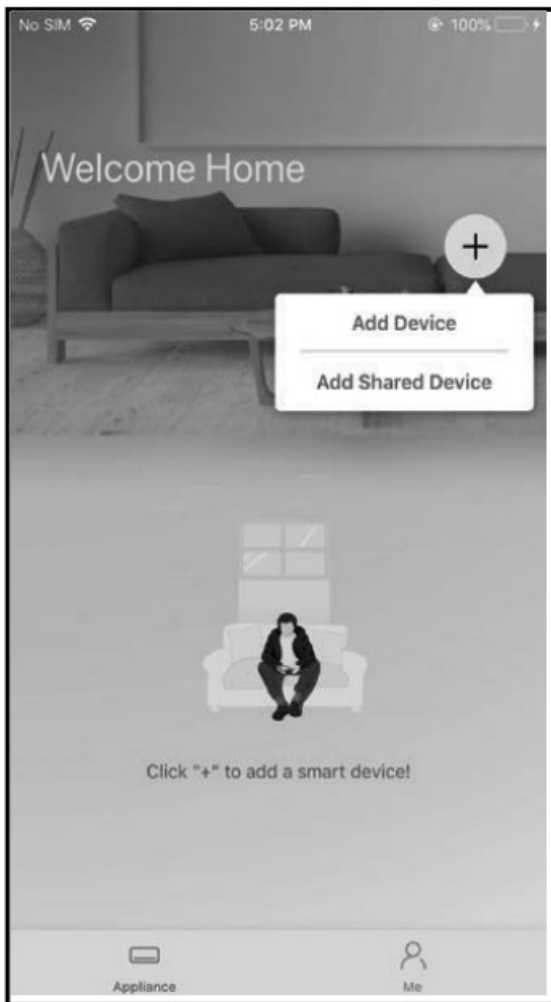 No SIM 5:02 PM 100%
Welcome Home
+
Add Device
Add Shared Device
Click "+" to add a smart device!
Appliance Me